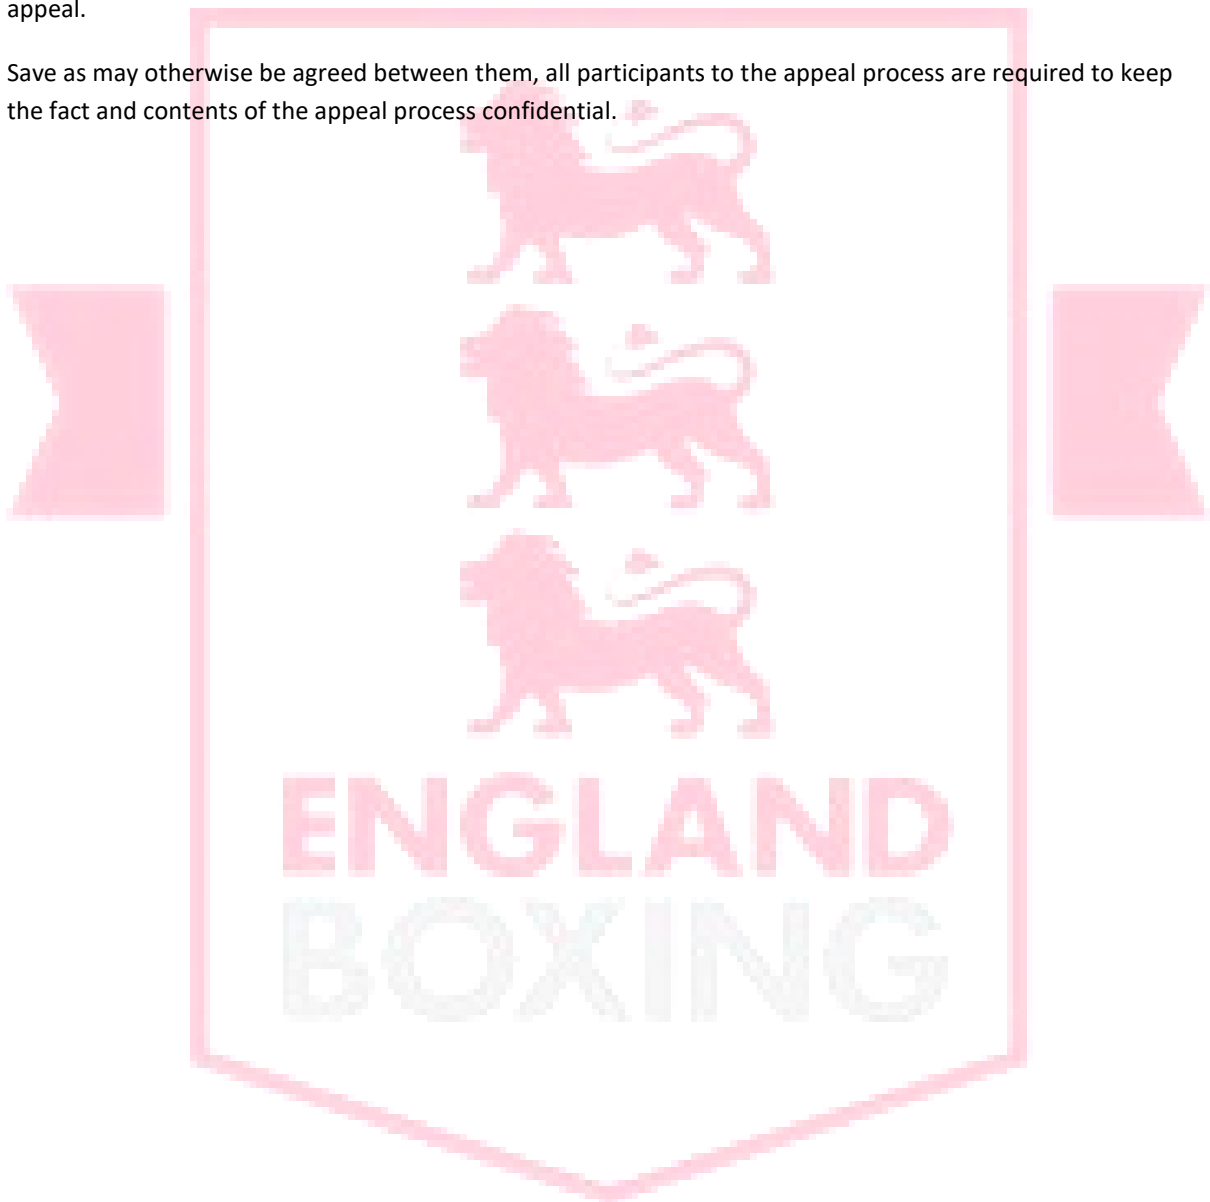 appeal.
Save as may otherwise be agreed between them, all participants to the appeal process are required to keep
the fact and contents of the appeal process confidential.
ENGLAND
BOXING